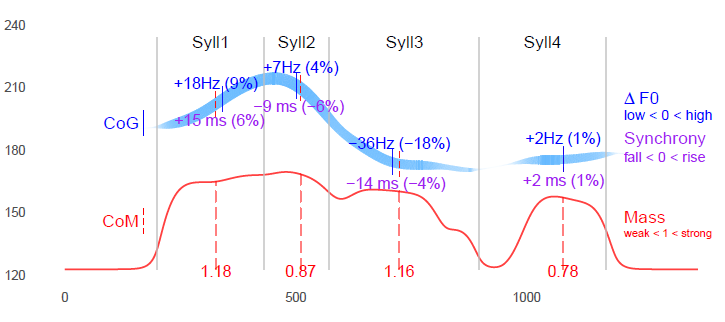 240
Syll1 Syll2 Syll3 Syll4
+7Hz (4%)
+18Hz (9%)
210
Δ F0
−9 ms (−6%)
low < 0 < high
+15 ms (6%)
CoG
−36Hz (−18%)
+2Hz (1%)
Synchrony
180
fall < 0 < rise
−14 ms (−4%)
+2 ms (1%)
150
CoM
Mass
weak < 1 < strong
120
1.18 0.87 1.16 0.78
0 500 1000